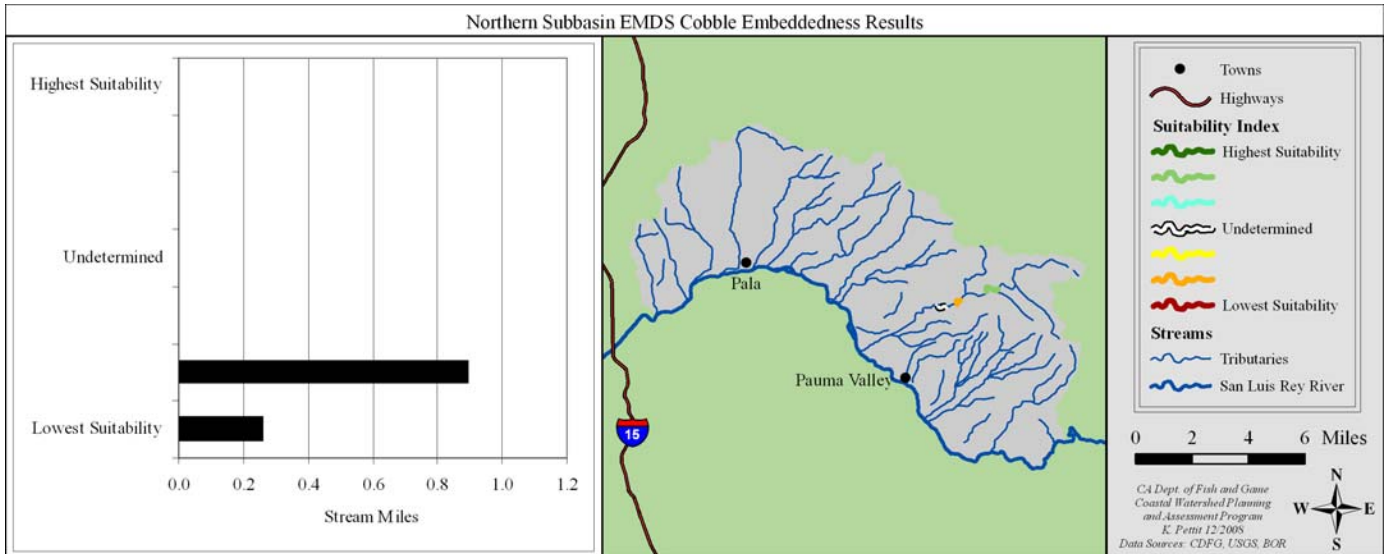 Northern Subbasin EMDS Cobble Embeddedness Results
Highest Suitability
Undetermined
Lowest Suitability
0.0 0.2 0.4 0.6 0.8 1.0 1.2
Stream Miles
Pala
Pauma Valley
15
Towns
Highways
Suitability Index
Highest Suitability
Undetermined
Lowest Suitability
Streams
Tributaries
San Luis Rey River
0 2 4 6 Miles
CA Dept. of Fish and Game
Coastal Watershed Planning
and Assessment Program
K. Pettit 12/2008
Data Sources: CDFG, USGS, BOR
N
W E
S